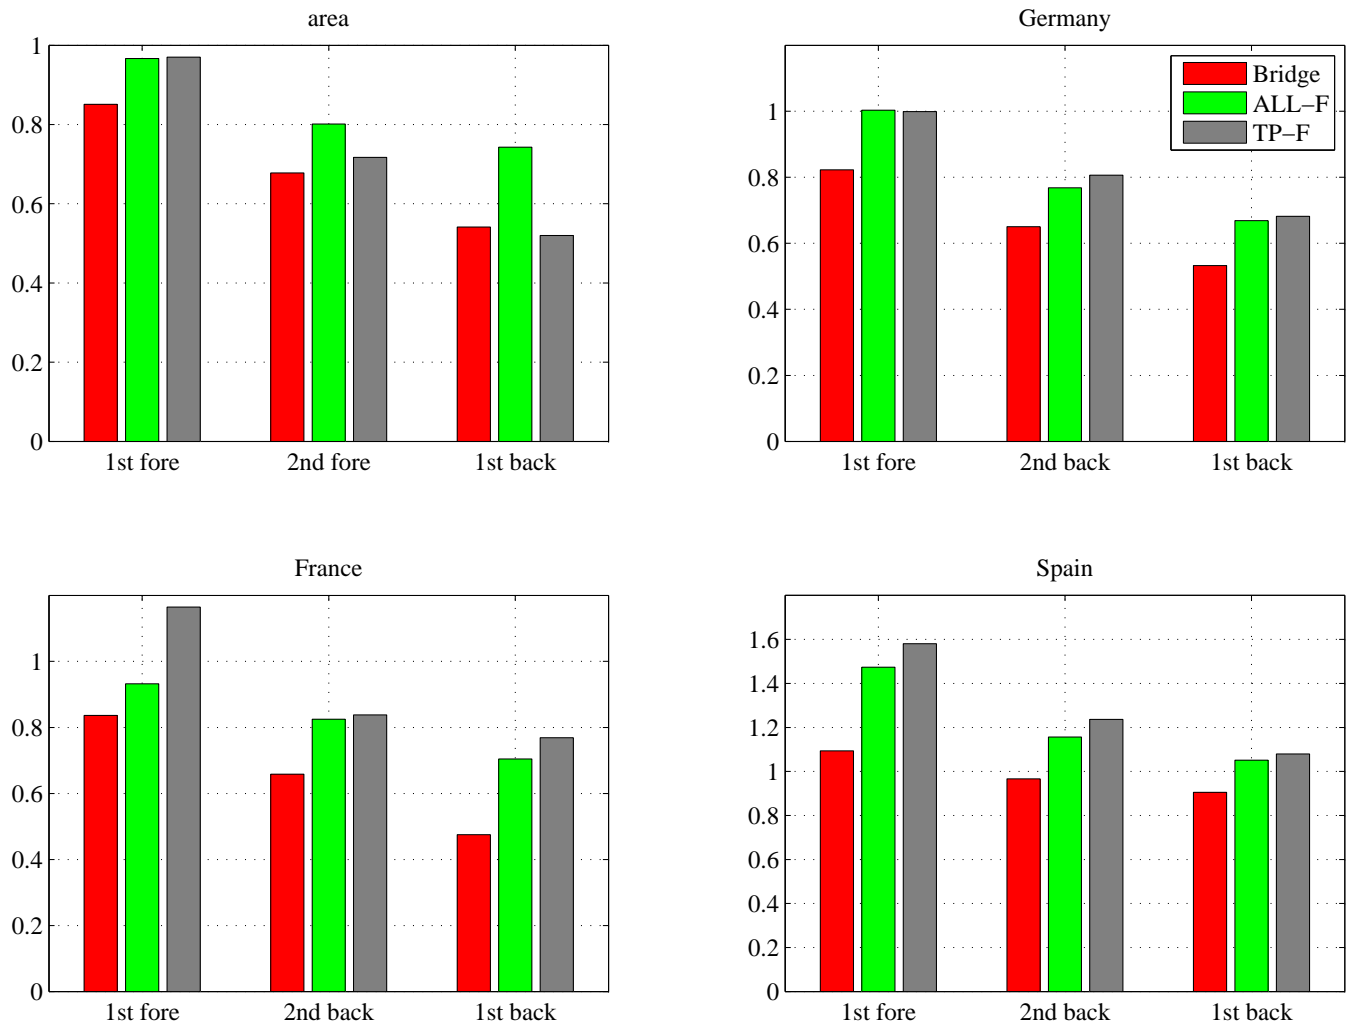 area
1
0.8
0.6
0.4
0.2
0
1st fore
2nd fore
1st back
Germany
Bridge
ALL−F
TP−F
1
0.8
0.6
0.4
0.2
0
1st fore
2nd back
1st back
France
1
0.8
0.6
0.4
0.2
0
1st fore
2nd back
1st back
Spain
1.6
1.4
1.2
1
0.8
0.6
0.4
0.2
0
1st fore
2nd back
1st back